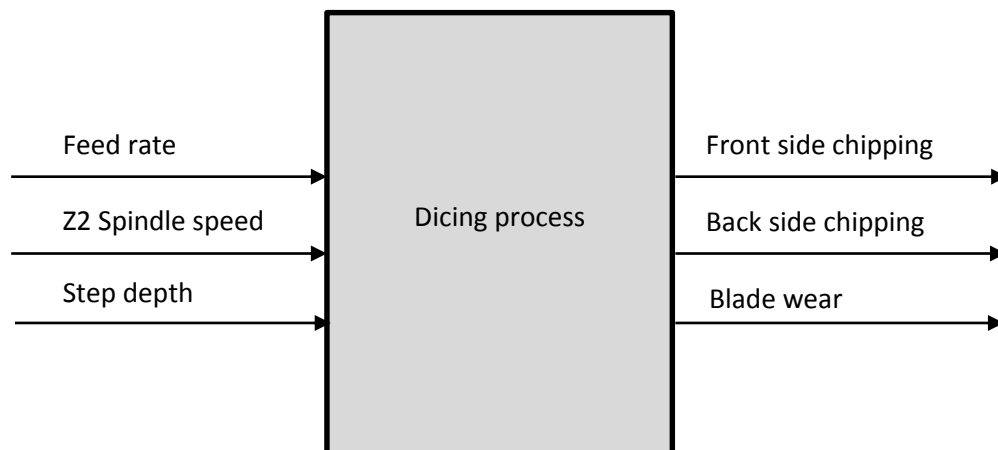 Feed rate
Z2 Spindle speed
Step depth
Dicing process
Front side chipping
Back side chipping
Blade wear